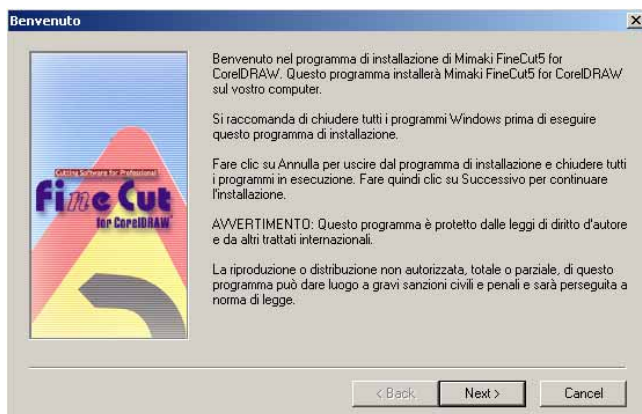 Benvenuto
Benvenuto nel programma di installazione di Mimaki FineCut5 for
CorelDRAW. Questo programma installerà Mimaki FineCut5 for CorelDRAW
sul vostro computer.
Si raccomanda di chiudere tutti i programmi Windows prima di eseguire
questo programma di installazione.
Fare clic su Annulla per uscire dal programma di installazione e chiudere tutti
i programmi in esecuzione. Fare quindi clic su Successivo per continuare
l'installazione.
AVVERTIMENTO: Questo programma è protetto dalle leggi di diritto d'autore
e da altri trattati internazionali.
La riproduzione o distribuzione non autorizzata, totale o parziale, di questo
programma può dare luogo a gravi sanzioni civili e penali e sarà perseguita a
norma di legge.
Cutting Software for Professional
Fine Cut
for CorelDRAW
< Back
Next >
Cancel